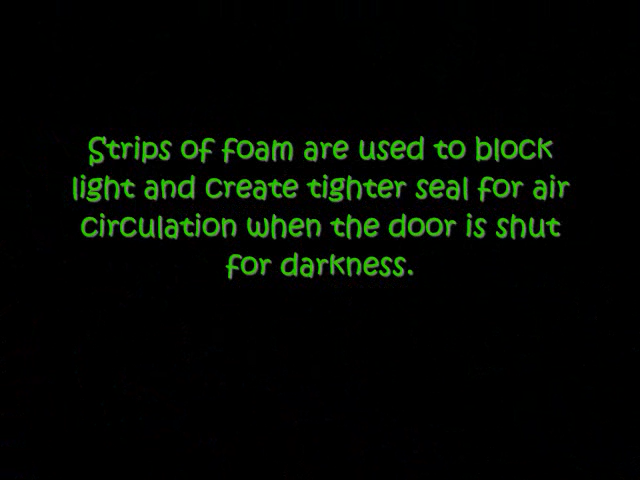 Strips of foam are used to block
light and create tighter seal for air
circulation when the door is shut
for darkness.